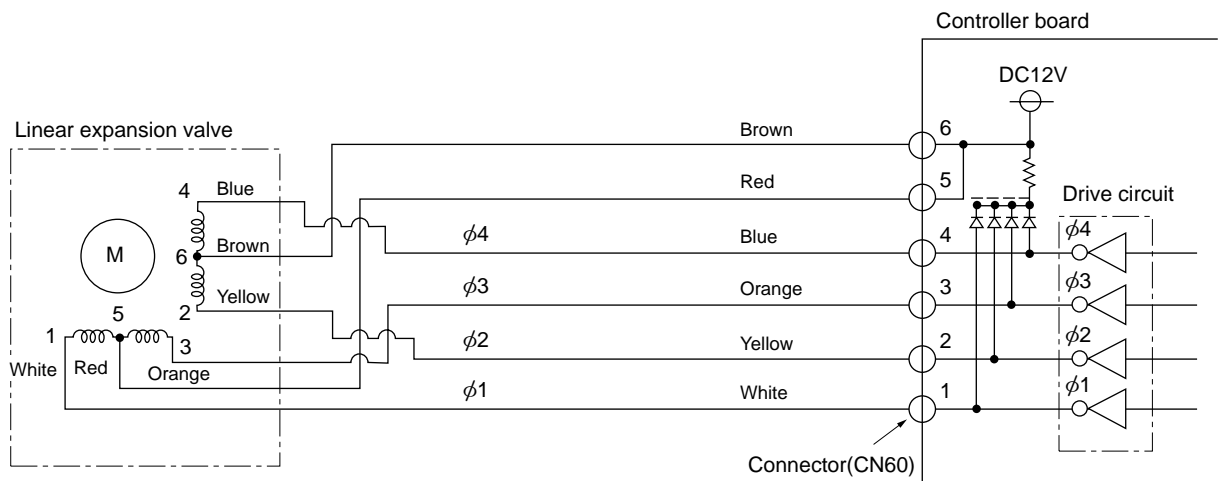 Controller board
DC12V
Linear expansion valve
Brown
6
4
Blue
Red
5
Drive circuit
M
6
Brown
ϕ4
Blue
4
ϕ4
2
Yellow
ϕ3
Orange
3
ϕ3
1
5
3
ϕ2
Yellow
2
ϕ2
White
Red
Orange
ϕ1
White
1
ϕ1
Connector(CN60)